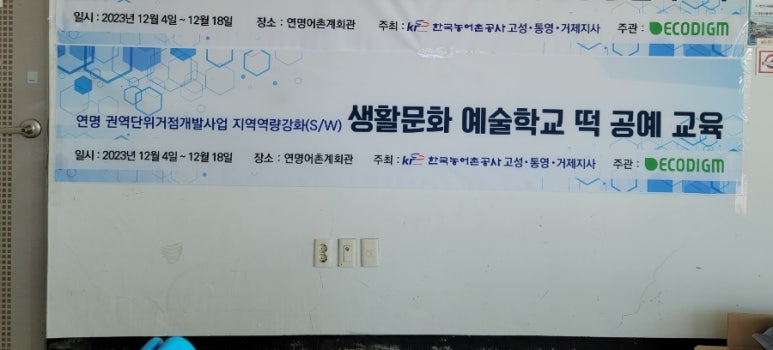 일시 : 2023년 12월 4일 ~ 12월 18일 장소 : 연명어촌계회관 주최 : 한국농어촌공사 고성·통영·거제지사 주관 : ECODIGM
연명 권역단위거점개발사업 지역역량강화(S/W) 생활문화 예술학교 떡 공예 교육
일시 : 2023년 12월 4일 ~ 12월 18일 장소 : 연명어촌계회관 주최 : 한국농어촌공사 고성·통영·거제지사 주관 : ECODIGM